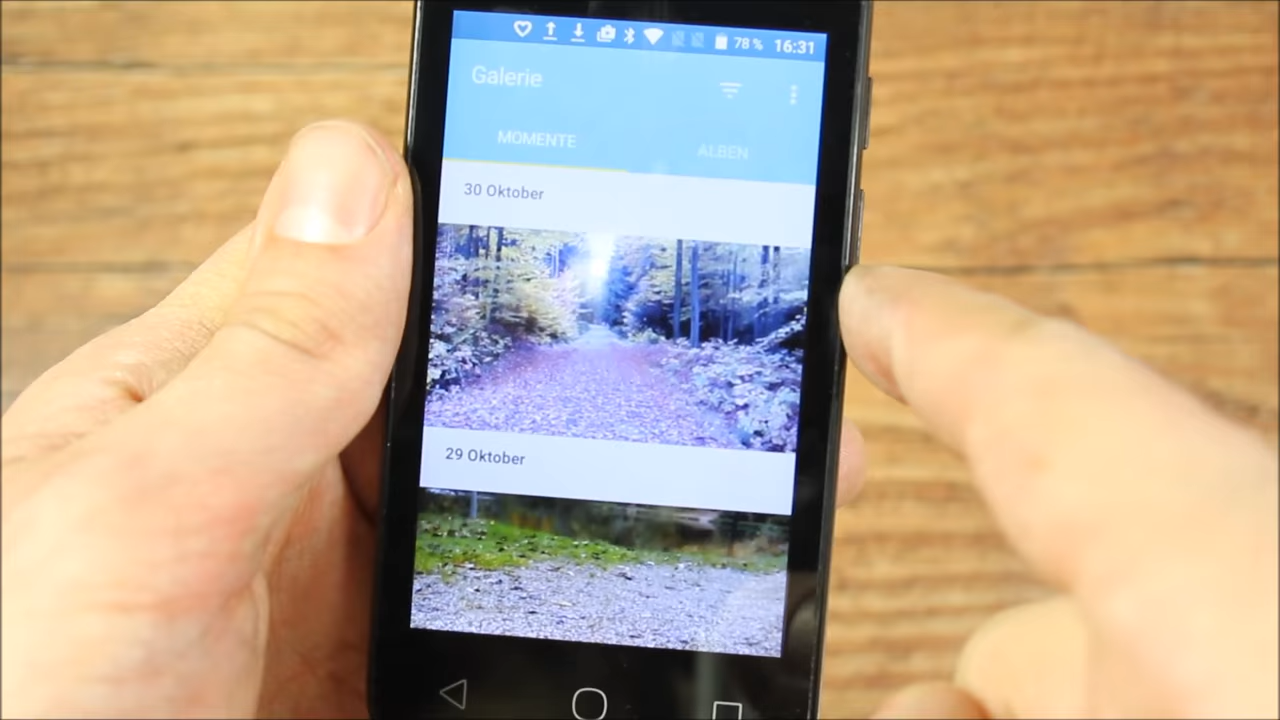 78 % 16:31
Galerie
MOMENTE ALBEN
30 Oktober
29 Oktober